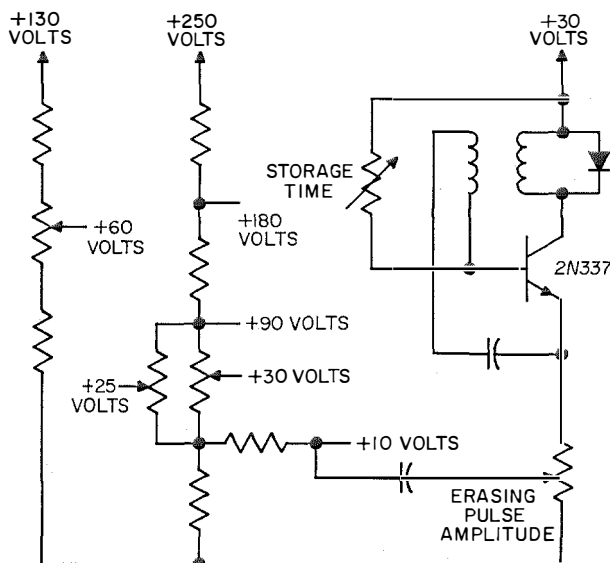 +130
VOLTS
+250
VOLTS
+30
VOLTS
STORAGE
TIME
+60
VOLTS
+180
VOLTS
2N337
+90 VOLTS
+25
VOLTS
+30 VOLTS
+10 VOLTS
ERASING
PULSE
AMPLITUDE